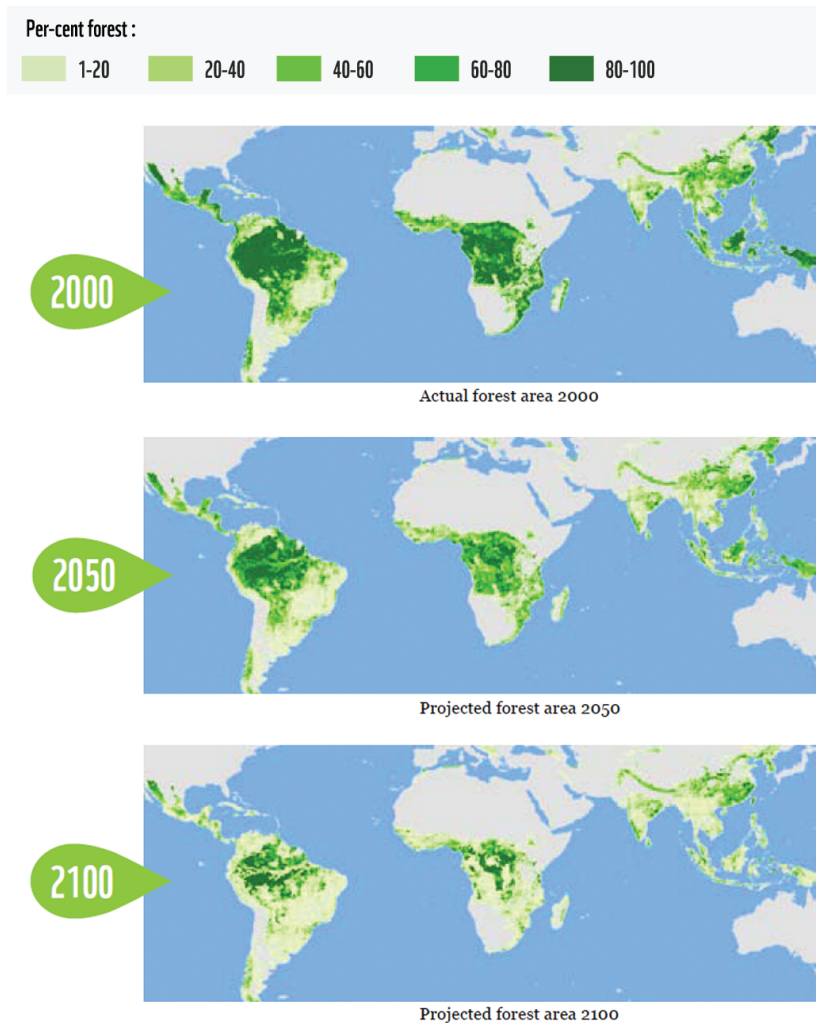 Per-cent forest :
1-20
20-40
40-60
60-80
80-100
2000
Actual forest area 2000
2050
Projected forest area 2050
2100
Projected forest area 2100